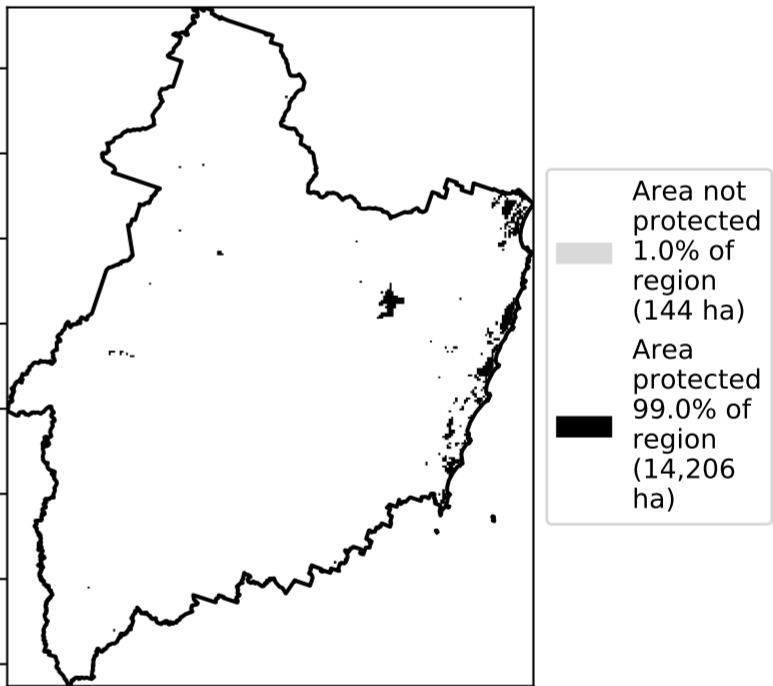 Area not
protected
1.0% of
region
(144 ha)
Area
protected
99.0% of
region
(14,206
ha)